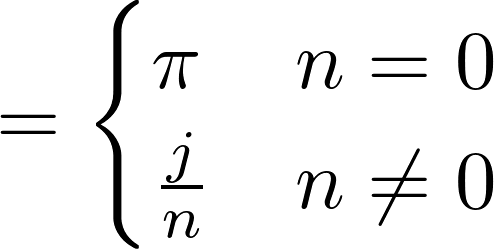 = { π n = 0
j/n n ≠ 0